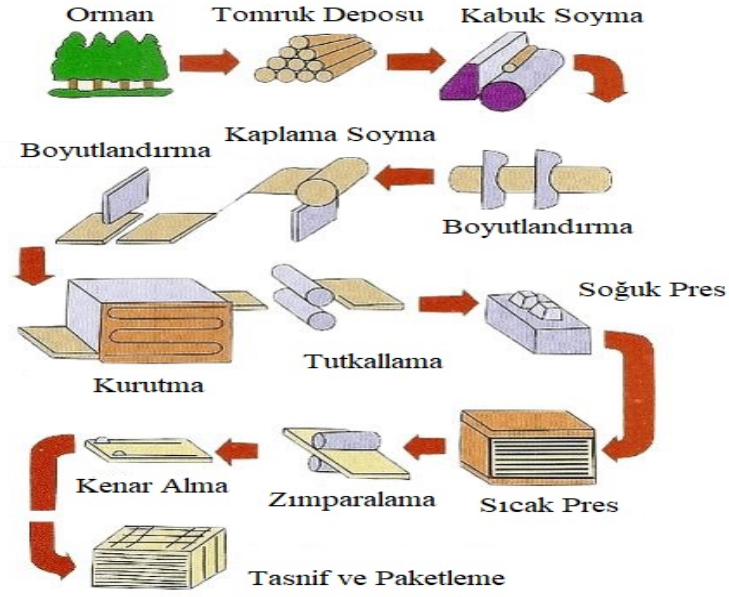 Orman
Tomruk Deposu
Kabuk Soyma
Boyutlandırma
Kaplama Soyma
Boyutlandırma
Kurutma
Tutkallama
Soğuk Pres
Kenar Alma
Zımparalama
Sıcak Pres
Tasnif ve Paketleme